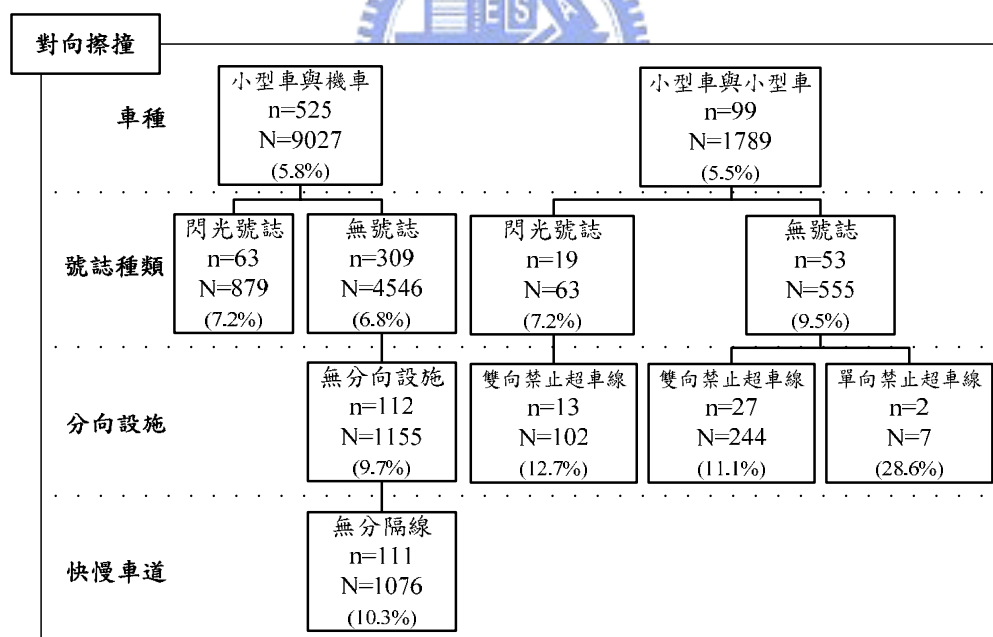 ES A
對向擦撞
車種
小型車與機車
n=525
N=9027
(5.8%)
小型車與小型車
n=99
N=1789
(5.5%)
號誌種類
閃光號誌
n=63
N=879
(7.2%)
無號誌
n=309
N=4546
(6.8%)
閃光號誌
n=19
N=63
(7.2%)
無號誌
n=53
N=555
(9.5%)
分向設施
無分向設施
n=112
N=1155
(9.7%)
雙向禁止超車線
n=13
N=102
(12.7%)
雙向禁止超車線
n=27
N=244
(11.1%)
單向禁止超車線
n=2
N=7
(28.6%)
快慢車道
無分隔線
n=111
N=1076
(10.3%)